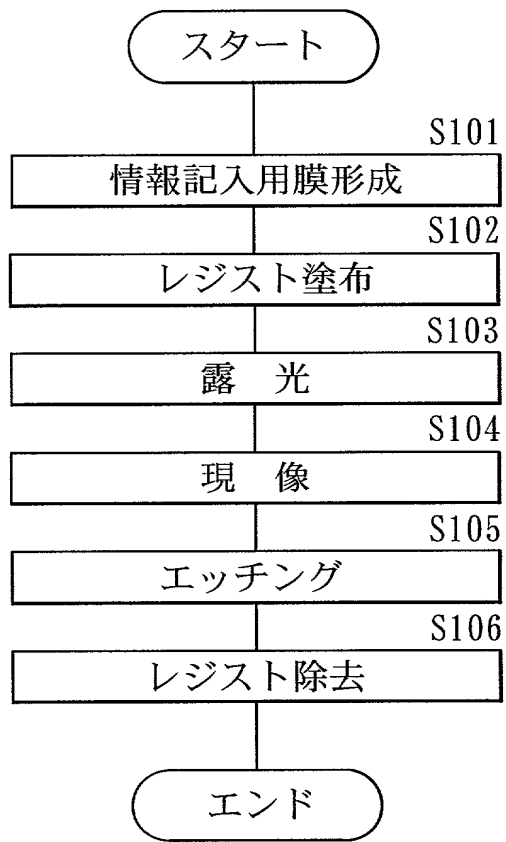 スタート
S101
情報記入用膜形成
S102
レジスト塗布
S103
露　光
S104
現　像
S105
エッチング
S106
レジスト除去
エンド